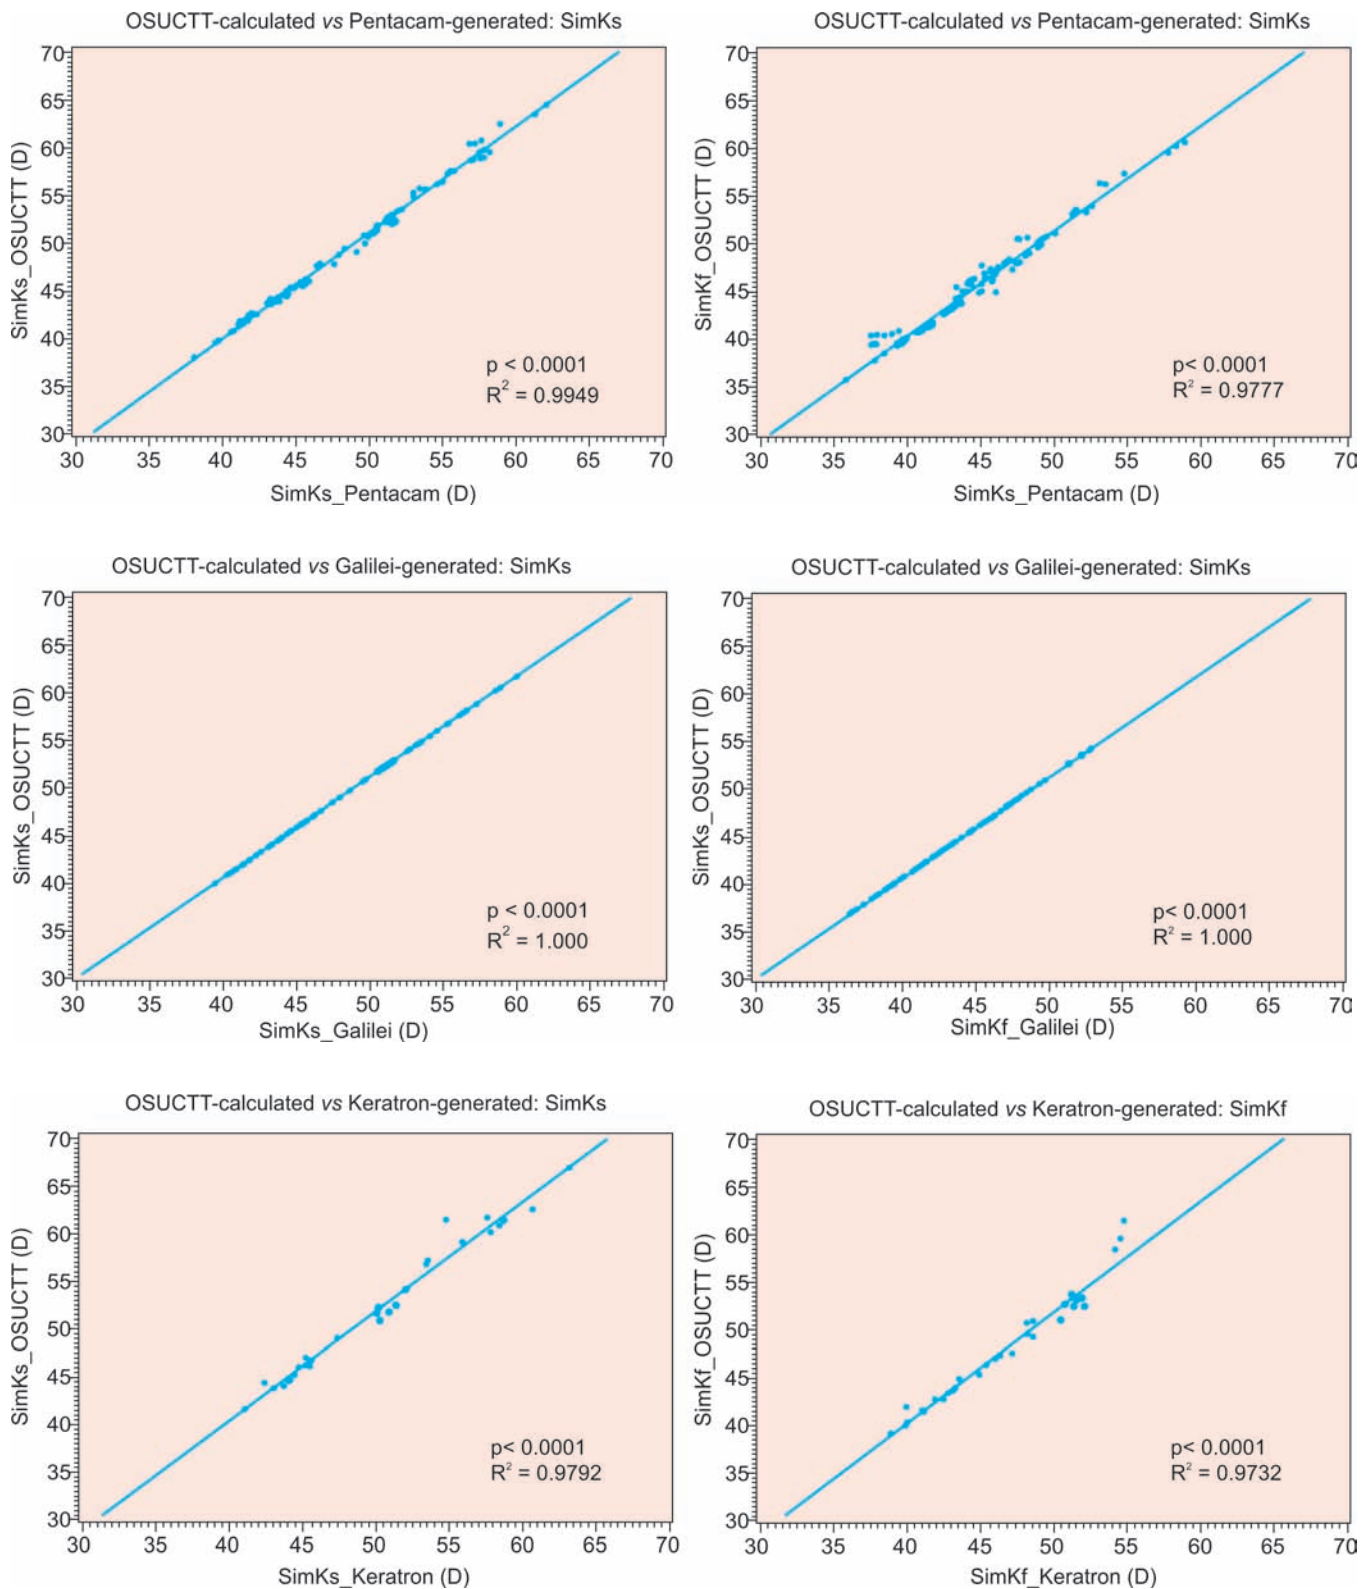 OSUCTT-calculated vs Pentacam-generated: SimKs
70
65
60
55
50
45
40
35
30
SimKs_OSUCTT (D)
p < 0.0001
R² = 0.9949
30 35 40 45 50 55 60 65 70
SimKs_Pentacam (D)
OSUCTT-calculated vs Pentacam-generated: SimKs
70
65
60
55
50
45
40
35
30
SimKf_OSUCTT (D)
p< 0.0001
R² = 0.9777
30 35 40 45 50 55 60 65 70
SimKs_Pentacam (D)
OSUCTT-calculated vs Galilei-generated: SimKs
70
65
60
55
50
45
40
35
30
SimKs_OSUCTT (D)
p < 0.0001
R² = 1.000
30 35 40 45 50 55 60 65 70
SimKs_Galilei (D)
OSUCTT-calculated vs Galilei-generated: SimKs
70
65
60
55
50
45
40
35
30
SimKs_OSUCTT (D)
p< 0.0001
R² = 1.000
30 35 40 45 50 55 60 65 70
SimKf_Galilei (D)
OSUCTT-calculated vs Keratron-generated: SimKs
70
65
60
55
50
45
40
35
30
SimKs_OSUCTT (D)
p< 0.0001
R² = 0.9792
30 35 40 45 50 55 60 65 70
SimKs_Keratron (D)
OSUCTT-calculated vs Keratron-generated: SimKf
70
65
60
55
50
45
40
35
30
SimKf_OSUCTT (D)
p< 0.0001
R² = 0.9732
30 35 40 45 50 55 60 65 70
SimKf_Keratron (D)